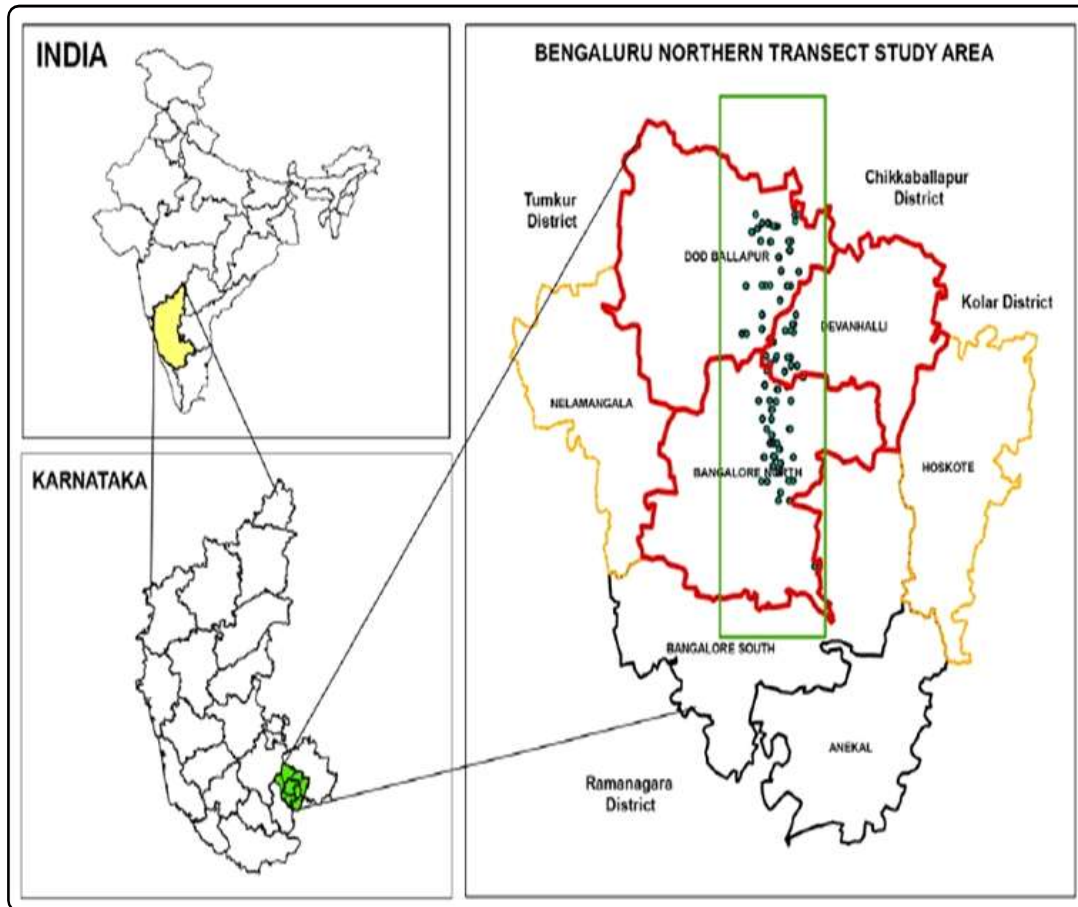 INDIA
KARNATAKA
BENGALURU NORTHERN TRANSECT STUDY AREA
Chikkaballapur
District
Tumkur
District
DOD BALLAPUR
Kolar District
DEVANHALLI
NELAMANGALA
HOSKOTE
BANGALORE NORTH
BANGALORE SOUTH
ANEKAL
Ramanagara
District